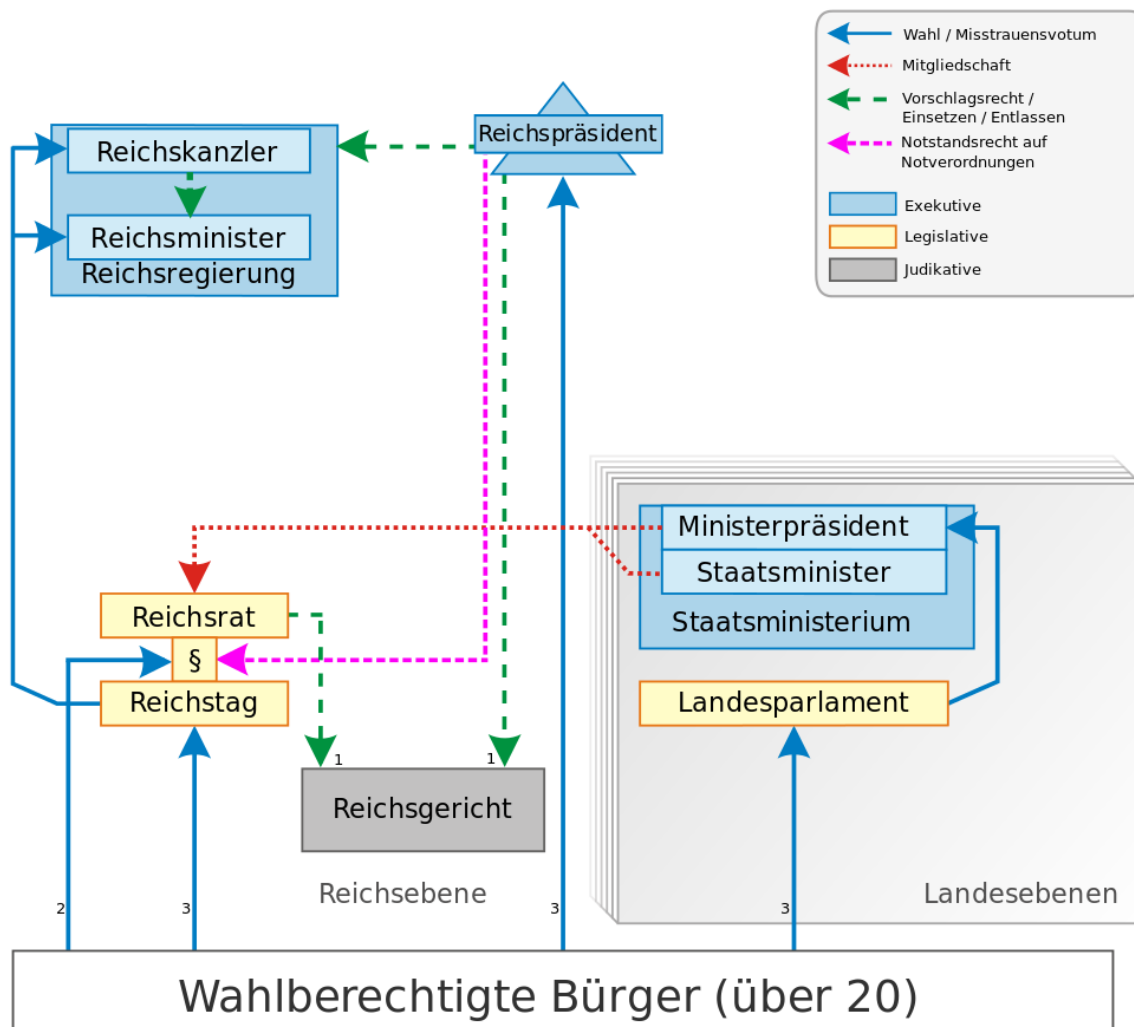 Wahl / Misstrauensvotum
Mitgliedschaft
Vorschlagsrecht /
Einsetzen / Entlassen
Notstandsrecht auf
Notverordnungen
Exekutive
Legislative
Judikative
Reichspräsident
Reichskanzler
Reichsminister
Reichsregierung
Ministerpräsident
Staatsminister
Staatsministerium
Reichsrat
§
Reichstag
Landesparlament
1
1
Reichsgericht
Reichsebene
Landesebenen
2
3
3
3
Wahlberechtigte Bürger (über 20)